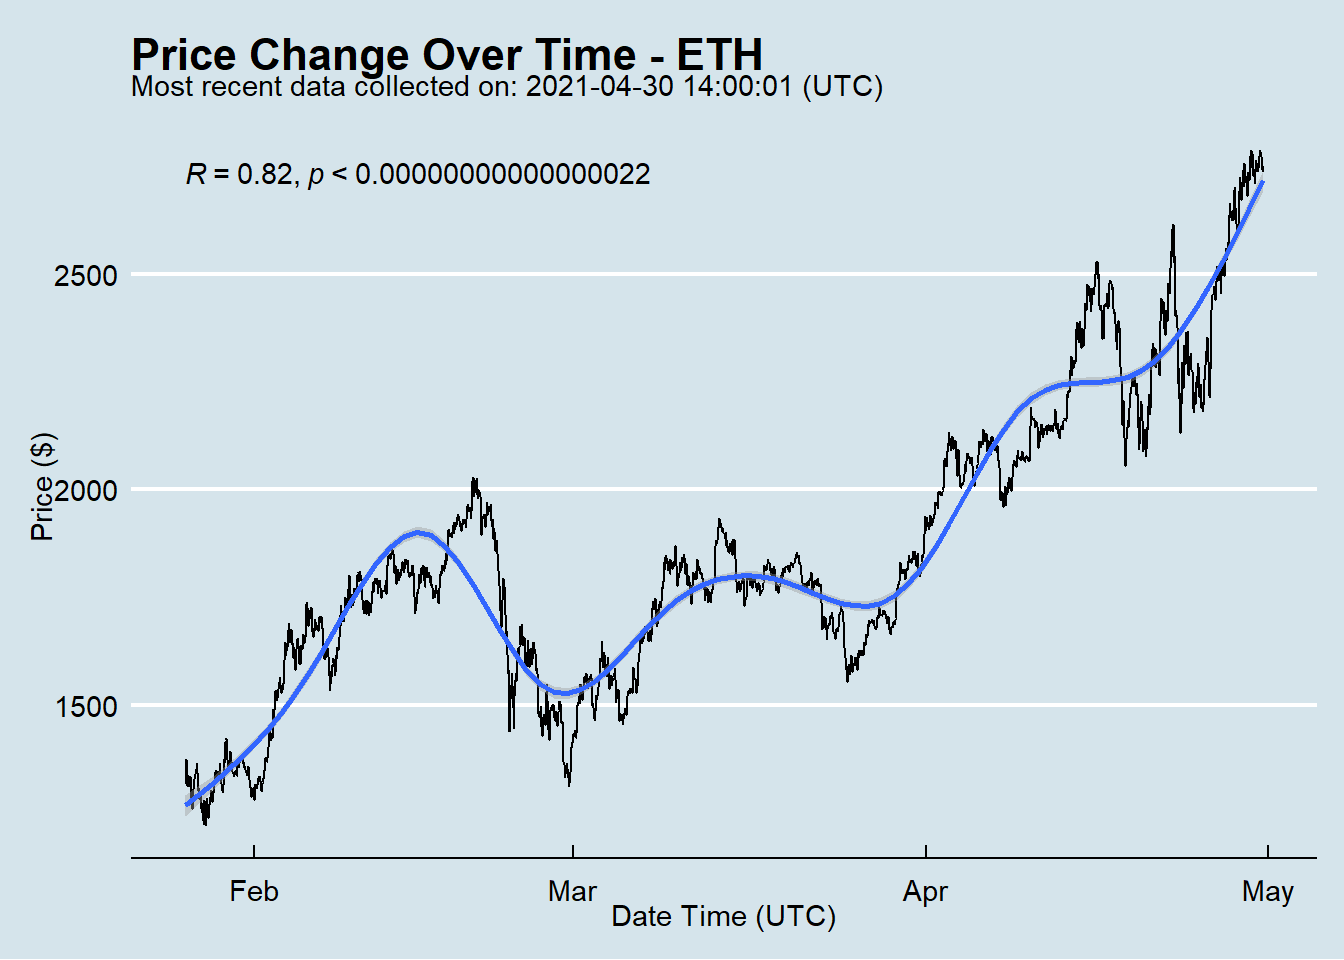 Price Change Over Time - ETH
Most recent data collected on: 2021-04-30 14:00:01 (UTC)
R = 0.82, p < 0.00000000000000022
2500
2000
1500
Price ($)
Feb
Mar
Apr
May
Date Time (UTC)